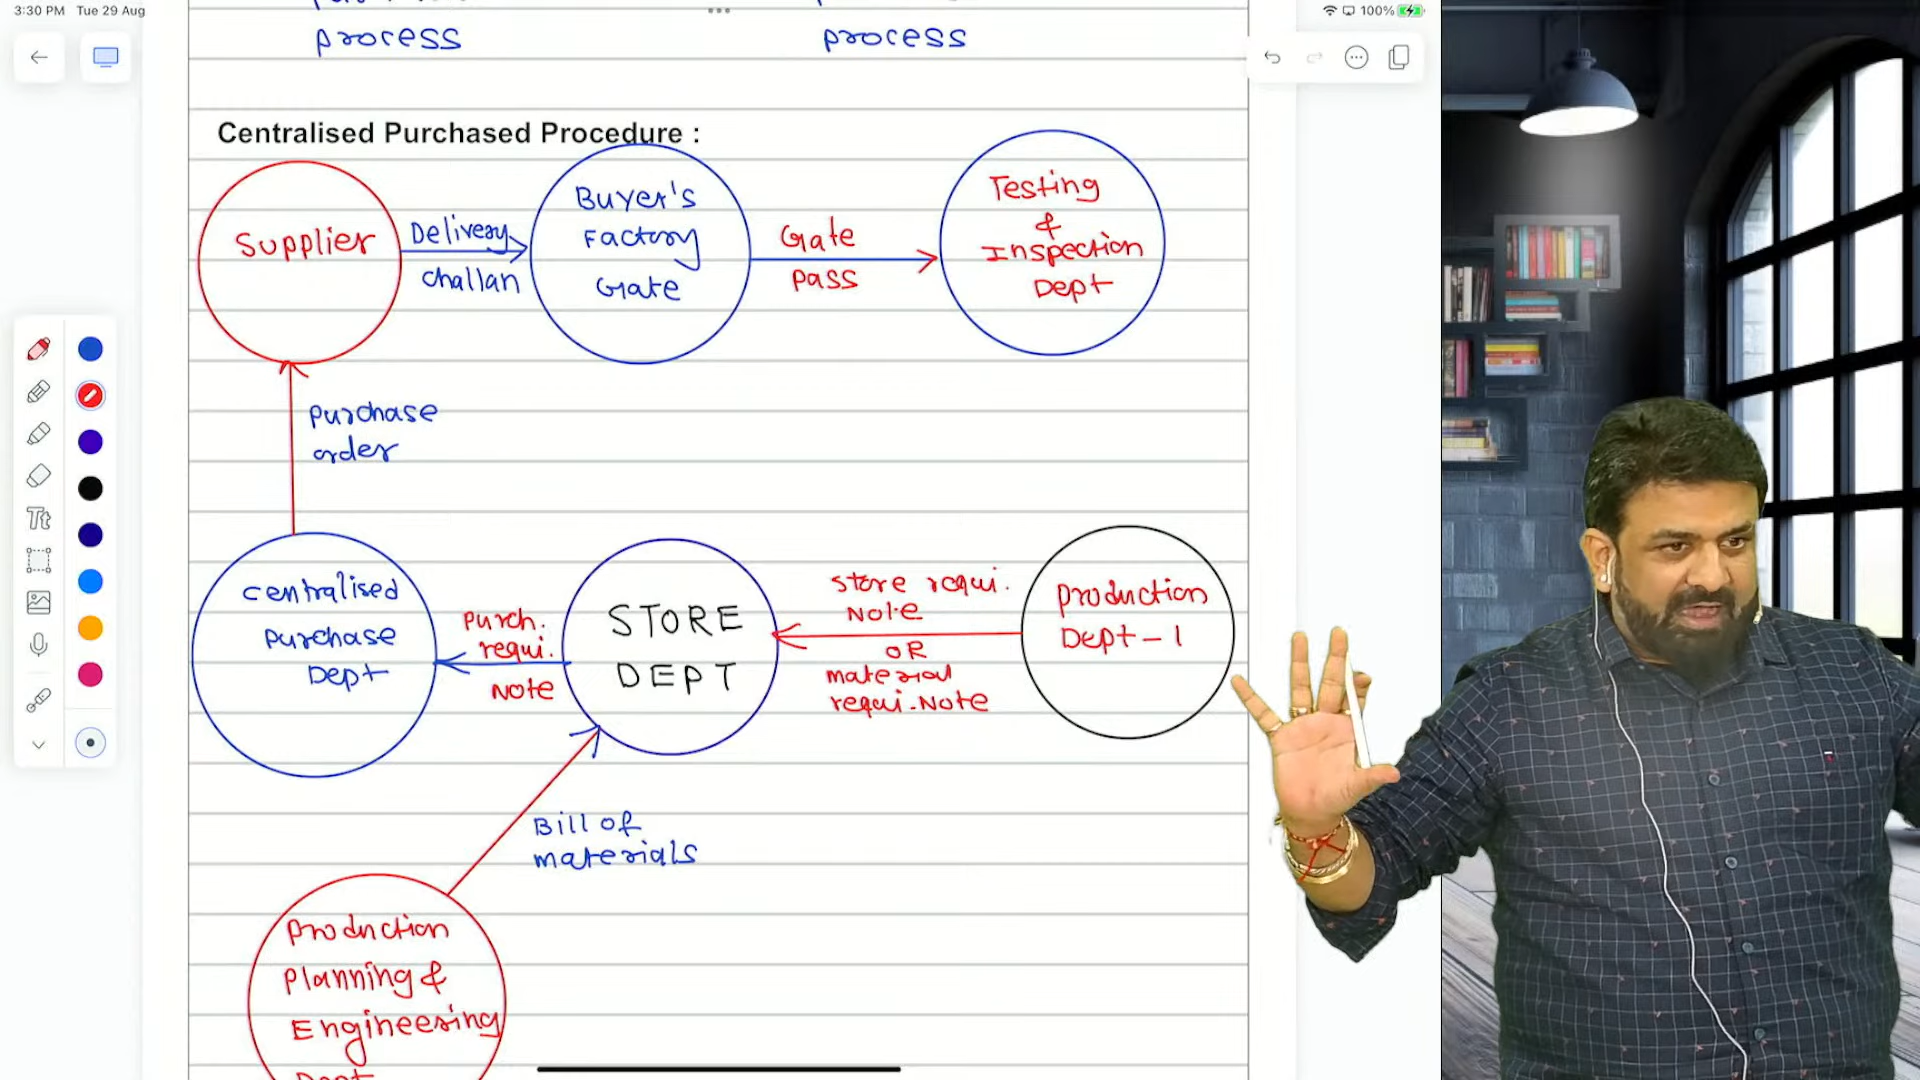 3:30 PM Tue 29 Aug
100%
process
process
Centralised Purchased Procedure :
Supplier
Delivery
challan
Buyer's
Factory
Gate
Gate
pass
Testing
&
Inspection
Dept
purchase
order
centralised
purchase
Dept
purch.
requi.
Note
STORE
DEPT
store requi.
Note
OR
material
requi.Note
production
Dept-1
Bill of
materials
production
planning &
Engineering
Tt